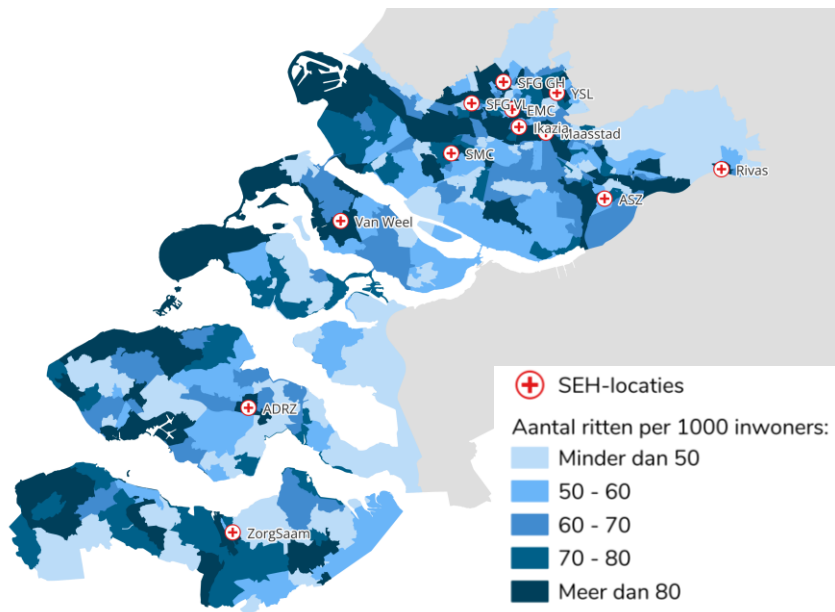 SFG GH
YSL
SFG VL
EMC
Ikazia
Maasstad
SMC
Rivas
ASZ
Van Weel
ADRZ
ZorgSaam
SEH-locaties
Aantal ritten per 1000 inwoners:
Minder dan 50
50 - 60
60 - 70
70 - 80
Meer dan 80